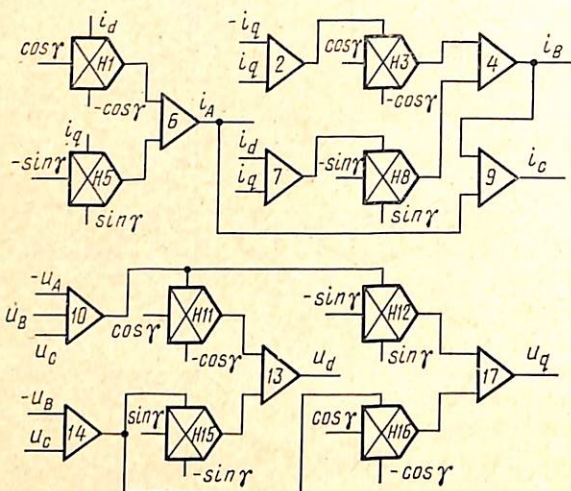 i_d
cosγ
H1
-cosγ
i_q
-sinγ
H5
sinγ
6
i_A
-i_q
i_q
2
cosγ
H3
-cosγ
4
i_B
i_d
i_q
7
-sinγ
H8
sinγ
9
i_c
-u_A
u_B
u_c
10
cosγ
H11
-cosγ
-sinγ
H12
sinγ
-u_B
u_c
14
sinγ
H15
-sinγ
13
u_d
cosγ
H16
-cosγ
17
u_q